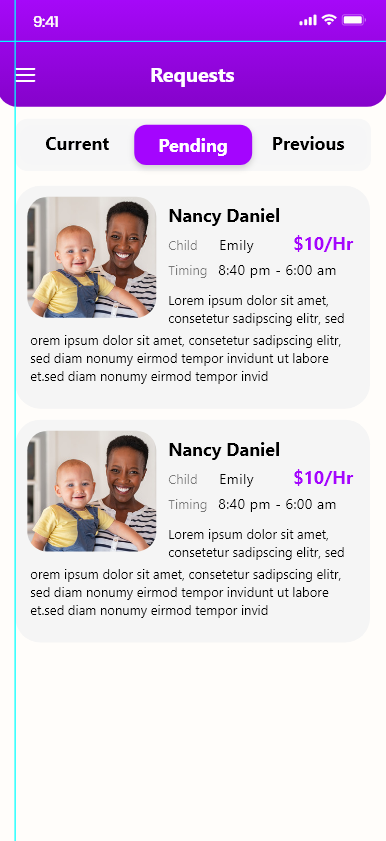 9:41
Requests
Current Pending Previous
Nancy Daniel
Child Emily $10/Hr
Timing 8:40 pm - 6:00 am
Lorem ipsum dolor sit amet,
consetetur sadipscing elitr, sed
orem ipsum dolor sit amet, consetetur sadipscing elitr,
sed diam nonumy eirmod tempor invidunt ut labore
et.sed diam nonumy eirmod tempor invid
Nancy Daniel
Child Emily $10/Hr
Timing 8:40 pm - 6:00 am
Lorem ipsum dolor sit amet,
consetetur sadipscing elitr, sed
orem ipsum dolor sit amet, consetetur sadipscing elitr,
sed diam nonumy eirmod tempor invidunt ut labore
et.sed diam nonumy eirmod tempor invid